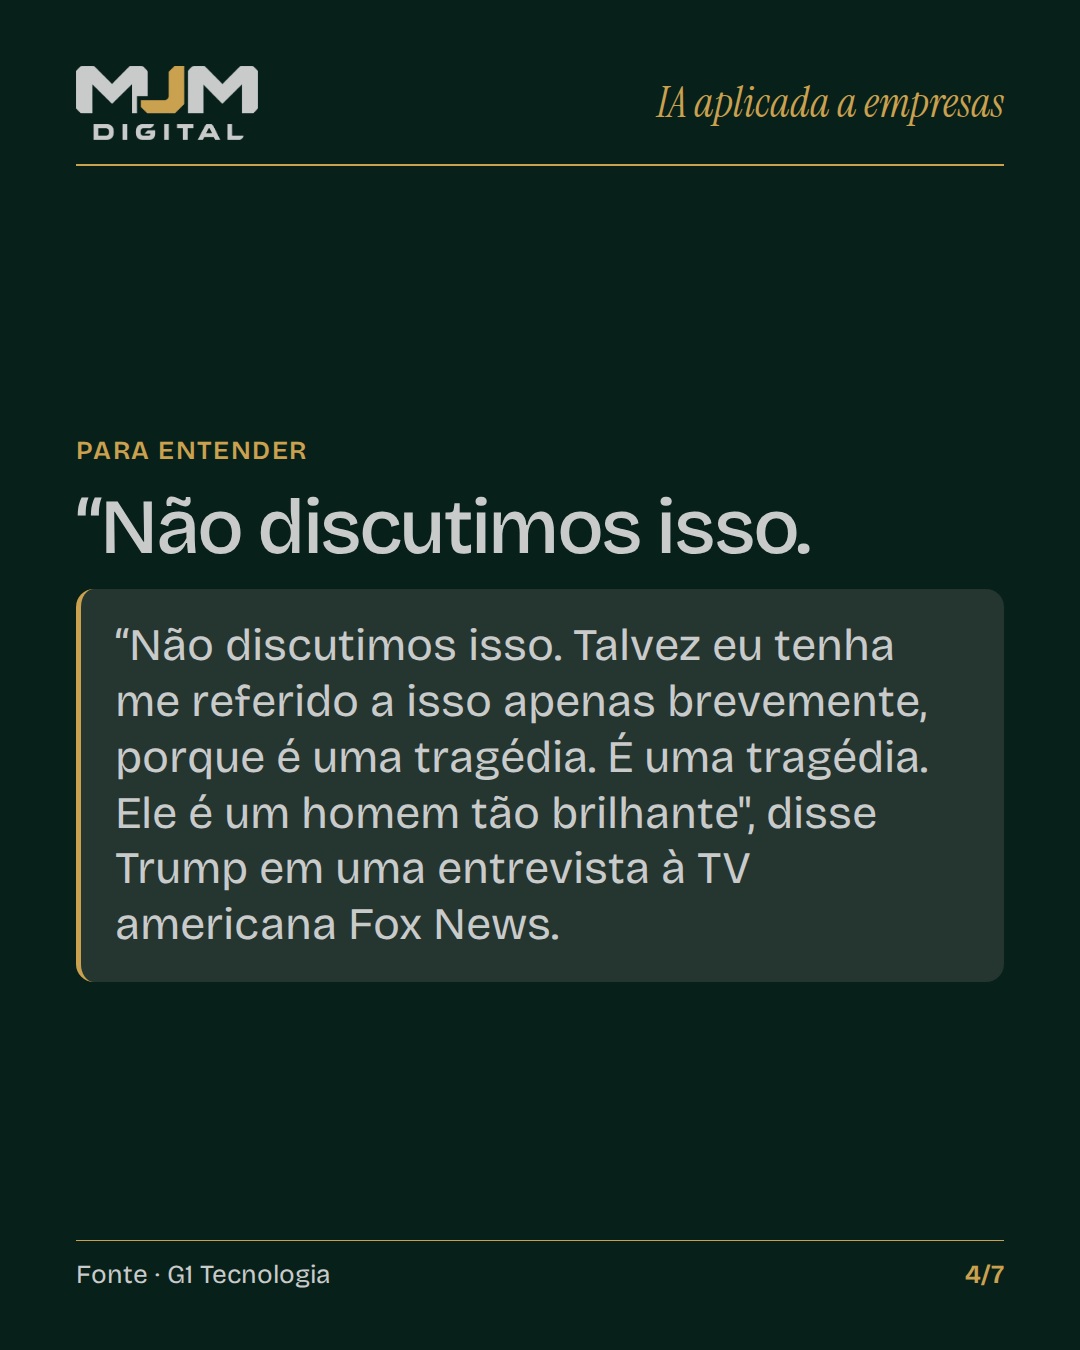 MJM
DIGITAL
IA aplicada a empresas
PARA ENTENDER
“Não discutimos isso.
“Não discutimos isso. Talvez eu tenha
me referido a isso apenas brevemente,
porque é uma tragédia. É uma tragédia.
Ele é um homem tão brilhante", disse
Trump em uma entrevista à TV
americana Fox News.
Fonte · G1 Tecnologia
4/7